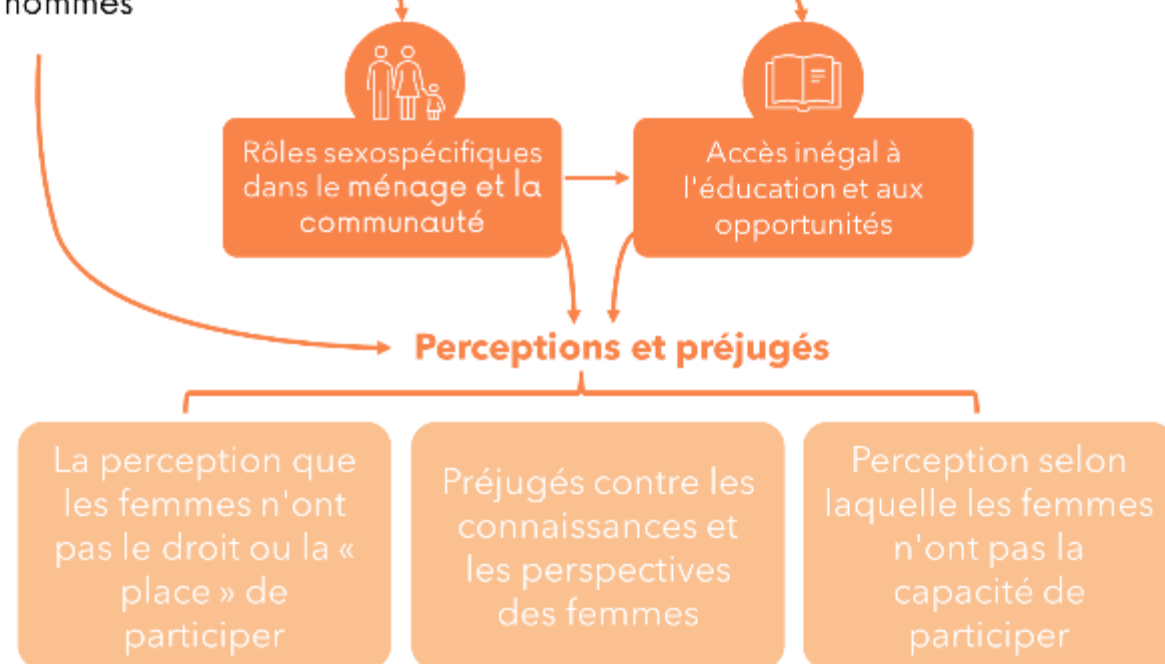 hommes
Rôles sexospécifiques
dans le ménage et la
communauté
Accès inégal à
l'éducation et aux
opportunités
Perceptions et préjugés
La perception que
les femmes n'ont
pas le droit ou la «
place » de
participer
Préjugés contre les
connaissances et
les perspectives
des femmes
Perception selon
laquelle les femmes
n'ont pas la
capacité de
participer